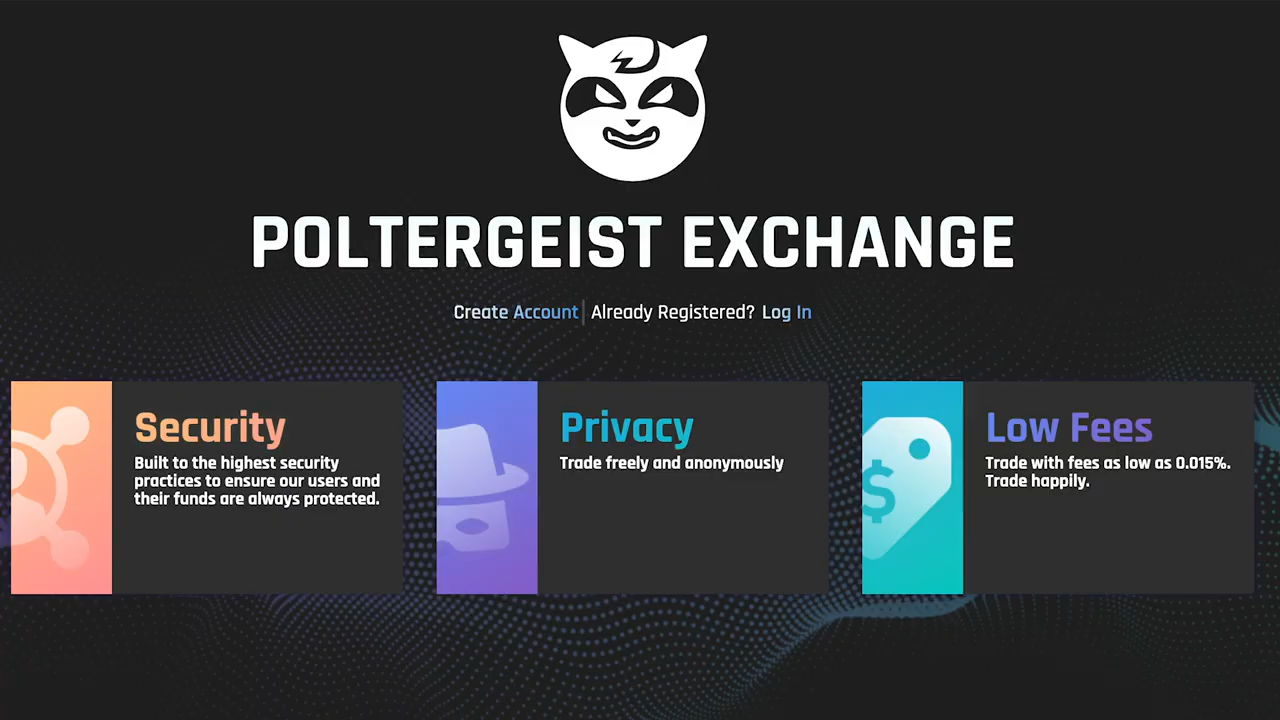 POLTERGEIST EXCHANGE
Create Account | Already Registered? Log In
Security
Built to the highest security
practices to ensure our users and
their funds are always protected.
Privacy
Trade freely and anonymously
Low Fees
Trade with fees as low as 0.015%.
Trade happily.
$